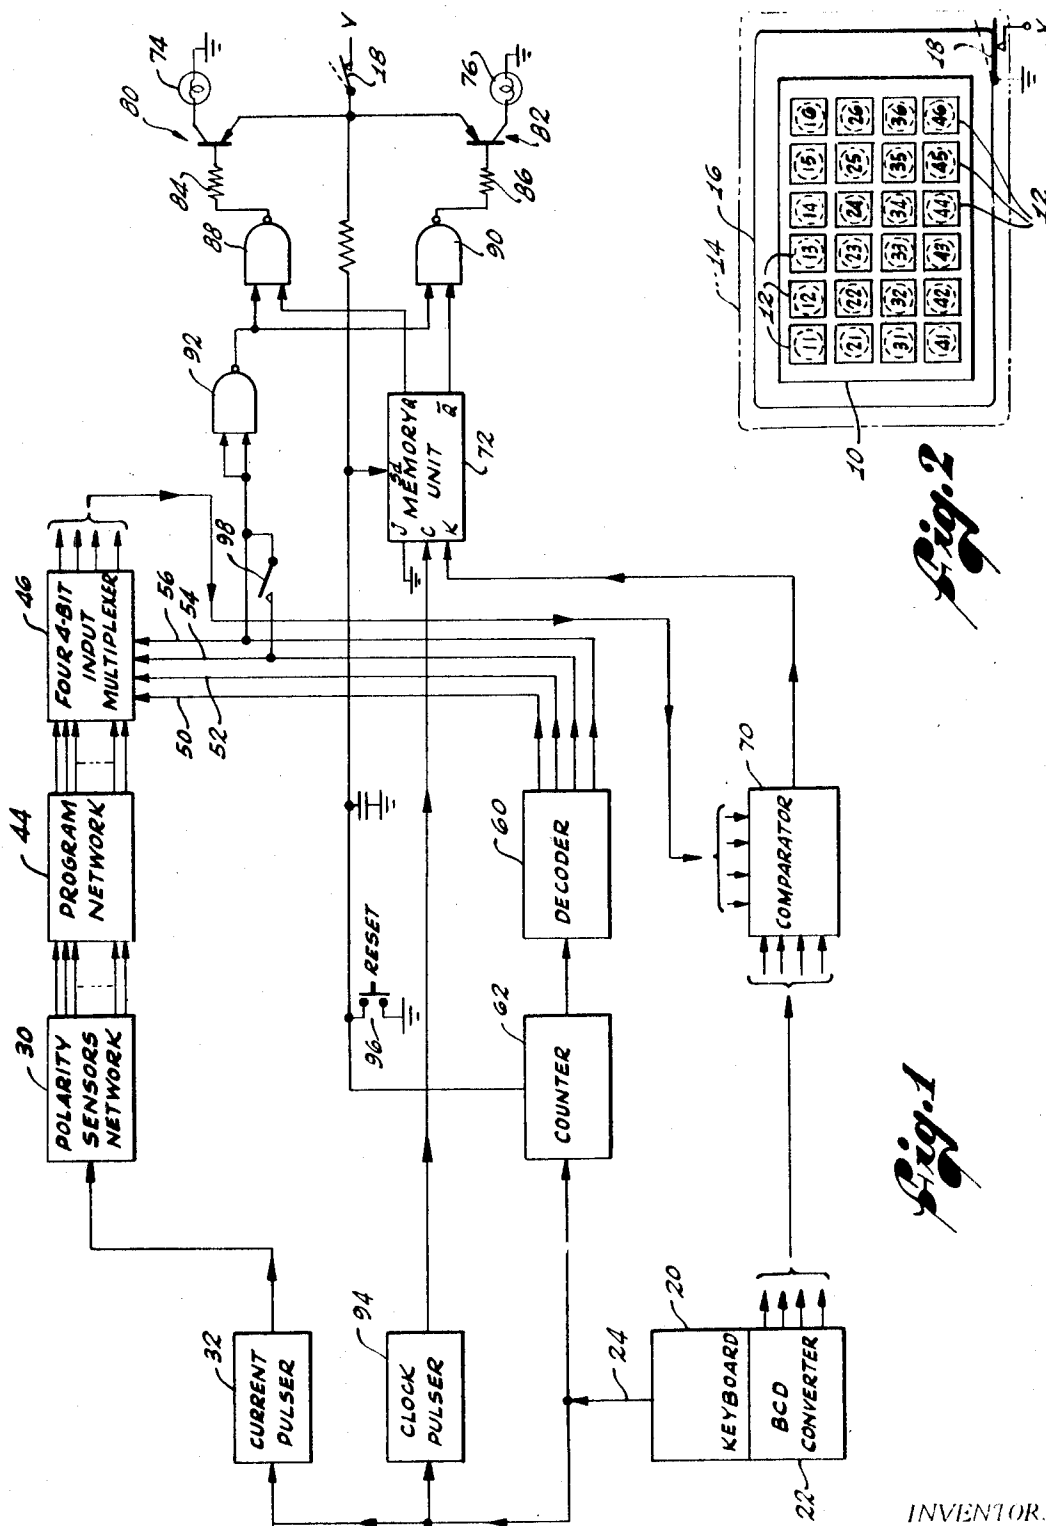 30
POLARITY
SENSORS
NETWORK
44
PROGRAM
NETWORK
46
FOUR 4-BIT
INPUT
MULTIPLEXER
50
52
54
56
98
92
88
84
80
74
V
18
76
82
86
90
32
CURRENT
PULSER
94
CLOCK
PULSER
96
RESET
J
Sd
Q
MEMORY
C
UNIT
K
Q̅
72
62
COUNTER
60
DECODER
70
COMPARATOR
24
20
KEYBOARD
BCD
CONVERTER
22
Fig. 1
14
16
18
V
12
11 12 13 14 15 16
21 22 23 24 25 26
31 32 33 34 35 36
41 42 43 44 45 46
12
10
Fig. 2
INVENTOR.